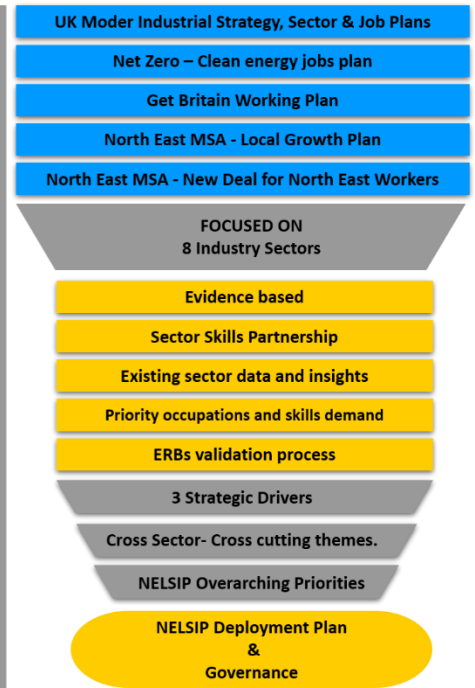 UK Moder Industrial Strategy, Sector & Job Plans
Net Zero – Clean energy jobs plan
Get Britain Working Plan
North East MSA - Local Growth Plan
North East MSA - New Deal for North East Workers
FOCUSED ON
8 Industry Sectors
Evidence based
Sector Skills Partnership
Existing sector data and insights
Priority occupations and skills demand
ERBs validation process
3 Strategic Drivers
Cross Sector- Cross cutting themes.
NELSIP Overarching Priorities
NELSIP Deployment Plan
&
Governance